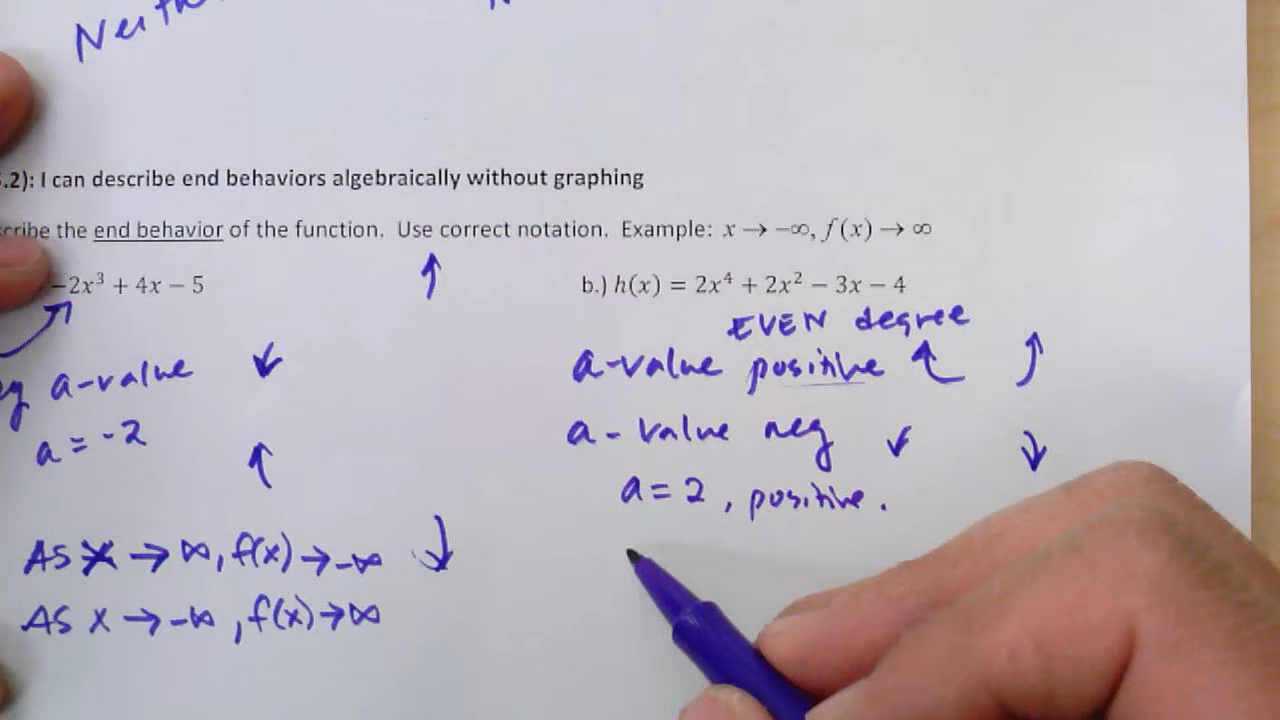 .2): I can describe end behaviors algebraically without graphing
cribe the end behavior of the function. Use correct notation. Example: x → −∞, f(x) → ∞
−2x³ + 4x − 5
a-value
a = -2
As x → ∞, f(x) → -∞
As x → -∞, f(x) → ∞
b.) h(x) = 2x⁴ + 2x² − 3x − 4
EVEN degree
a-value positive
a-value neg
a = 2, positive.